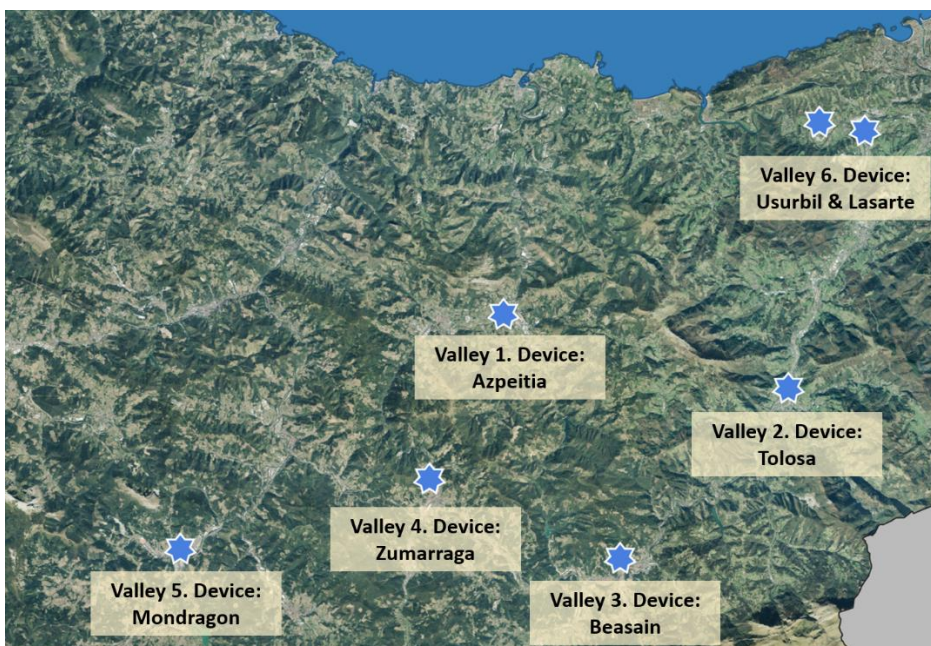 Valley 6. Device:
Usurbil & Lasarte
Valley 1. Device:
Azpeitia
Valley 2. Device:
Tolosa
Valley 4. Device:
Zumarraga
Valley 5. Device:
Mondragon
Valley 3. Device:
Beasain